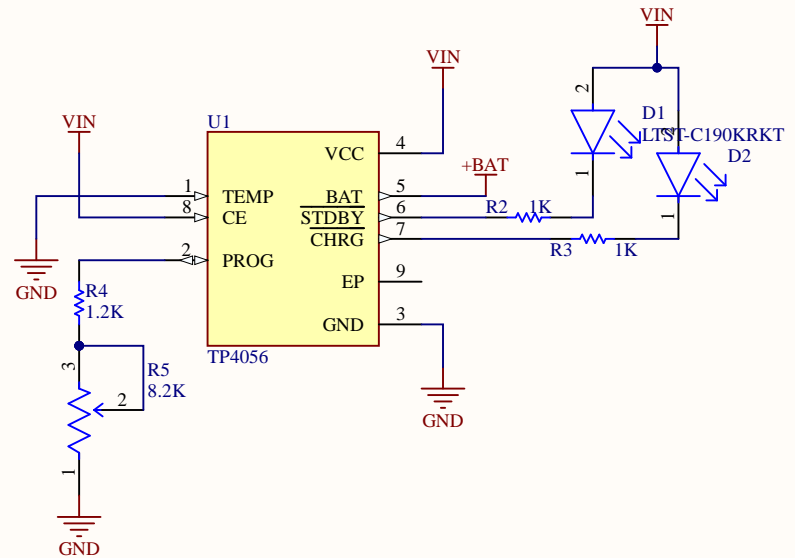 VIN
VIN
VIN
U1
D1
LTST-C190KRKT
D2
2
2
1
1
VCC
4
+BAT
1
TEMP
BAT
5
8
CE
STDBY
6
R2
1K
CHRG
7
R3
1K
2
PROG
EP
9
GND
3
GND
R4
1.2K
TP4056
3
R5
8.2K
2
GND
1
GND